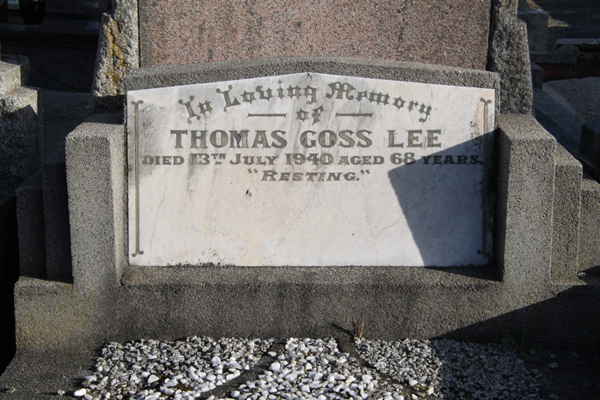 In Loving Memory
of
THOMAS GOSS LEE
DIED 13TH JULY 1940 AGED 68 YEARS.
"RESTING."